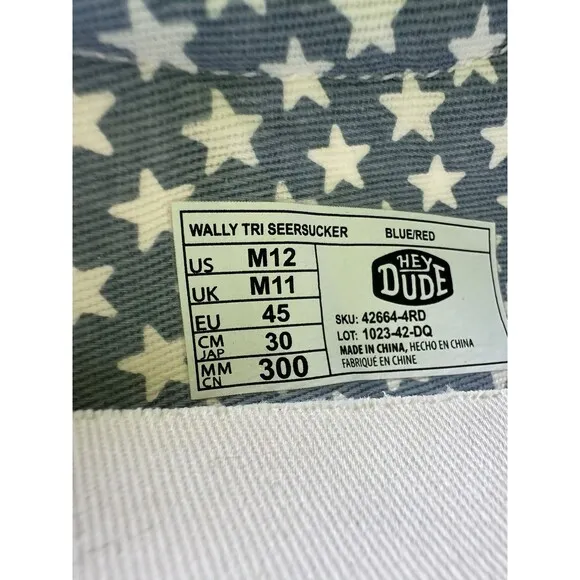 WALLY TRI SEERSUCKER BLUE/RED
US M12
UK M11
EU 45
CM JAP 30
MM CN 300
HEY DUDE
SKU: 42664-4RD
LOT: 1023-42-DQ
MADE IN CHINA, HECHO EN CHINA
FABRIQUÉ EN CHINE